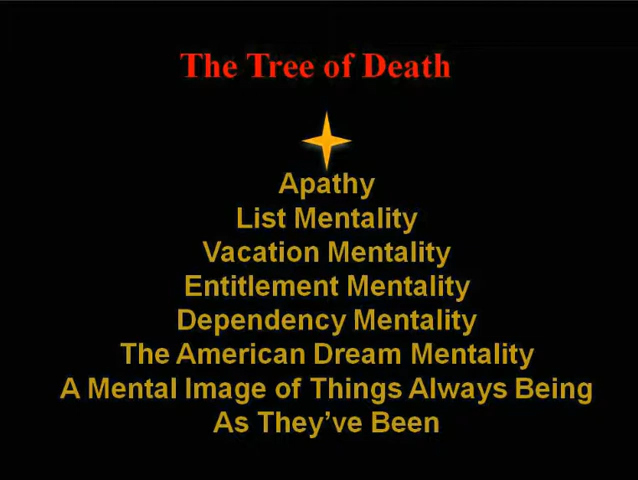 The Tree of Death
Apathy
List Mentality
Vacation Mentality
Entitlement Mentality
Dependency Mentality
The American Dream Mentality
A Mental Image of Things Always Being
As They’ve Been